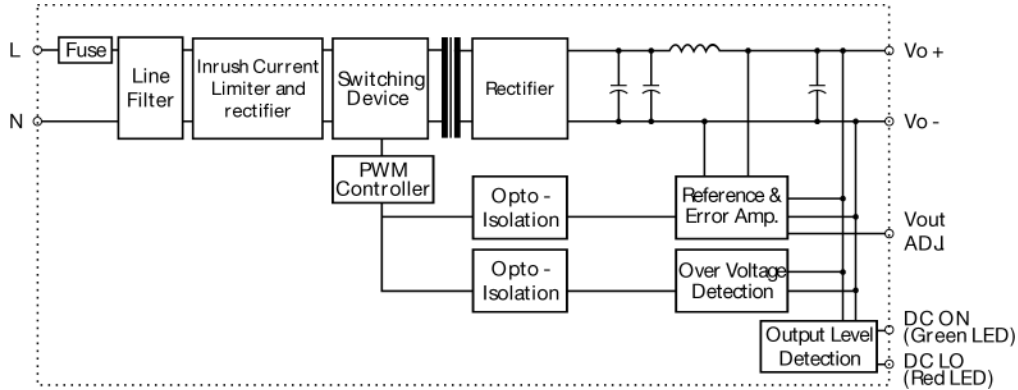 L
Fuse
Line
Filter
Inrush Current
Limiter and
rectifier
Switching
Device
Rectifier
Vo +
N
Vo -
PWM
Controller
Opto -
Isolation
Reference &
Error Amp.
Vout
ADJ.
Opto -
Isolation
Over Voltage
Detection
Output Level
Detection
DC ON
(Green LED)
DC LO
(Red LED)